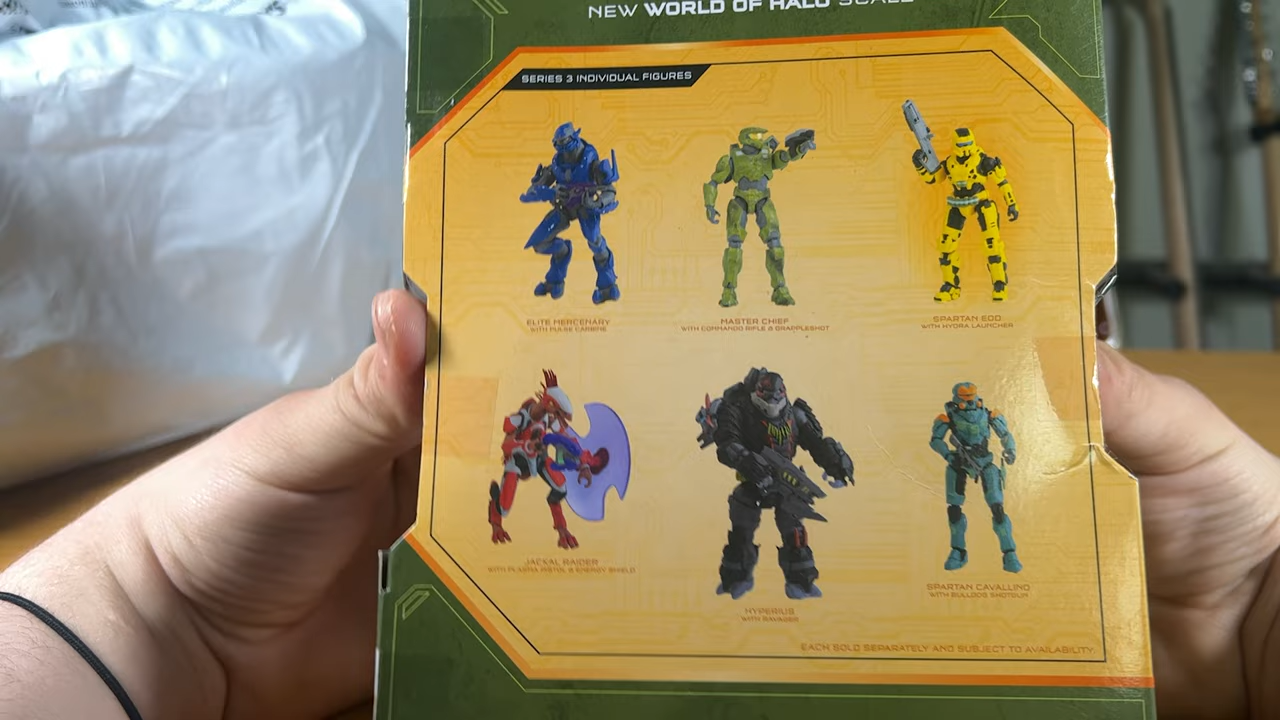 NEW WORLD OF HALO SCALE
SERIES 3 INDIVIDUAL FIGURES
ELITE MERCENARY
WITH PULSE CARBINE
MASTER CHIEF
WITH COMMANDO RIFLE & GRAPPLESHOT
SPARTAN EOD
WITH HYDRA LAUNCHER
JACKAL RAIDER
WITH PLASMA PISTOL & ENERGY SHIELD
HYPERIUS
WITH RAVAGER
SPARTAN CAVALLINO
WITH BULLDOG SHOTGUN
EACH SOLD SEPARATELY AND SUBJECT TO AVAILABILITY.